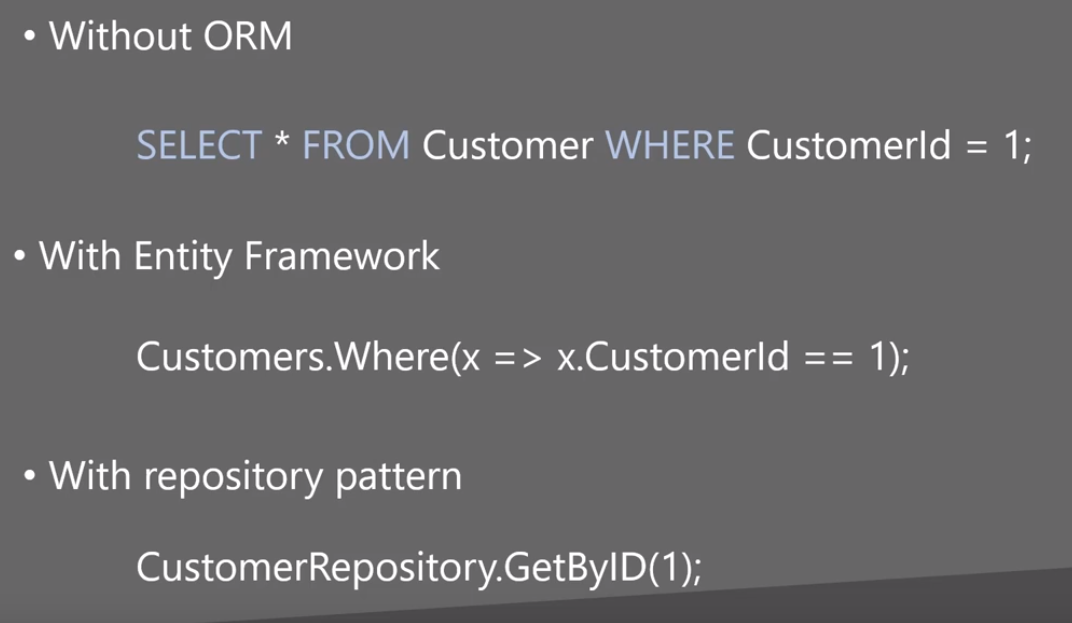 • Without ORM
SELECT * FROM Customer WHERE CustomerId = 1;
• With Entity Framework
Customers.Where(x => x.CustomerId == 1);
• With repository pattern
CustomerRepository.GetByID(1);